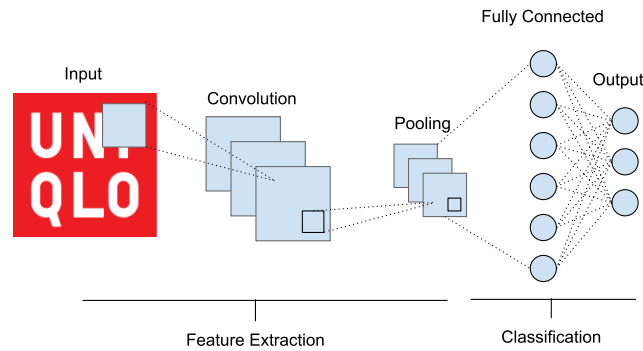 Fully Connected
Input
Output
Convolution
Pooling
UNI
QLO
Feature Extraction
Classification